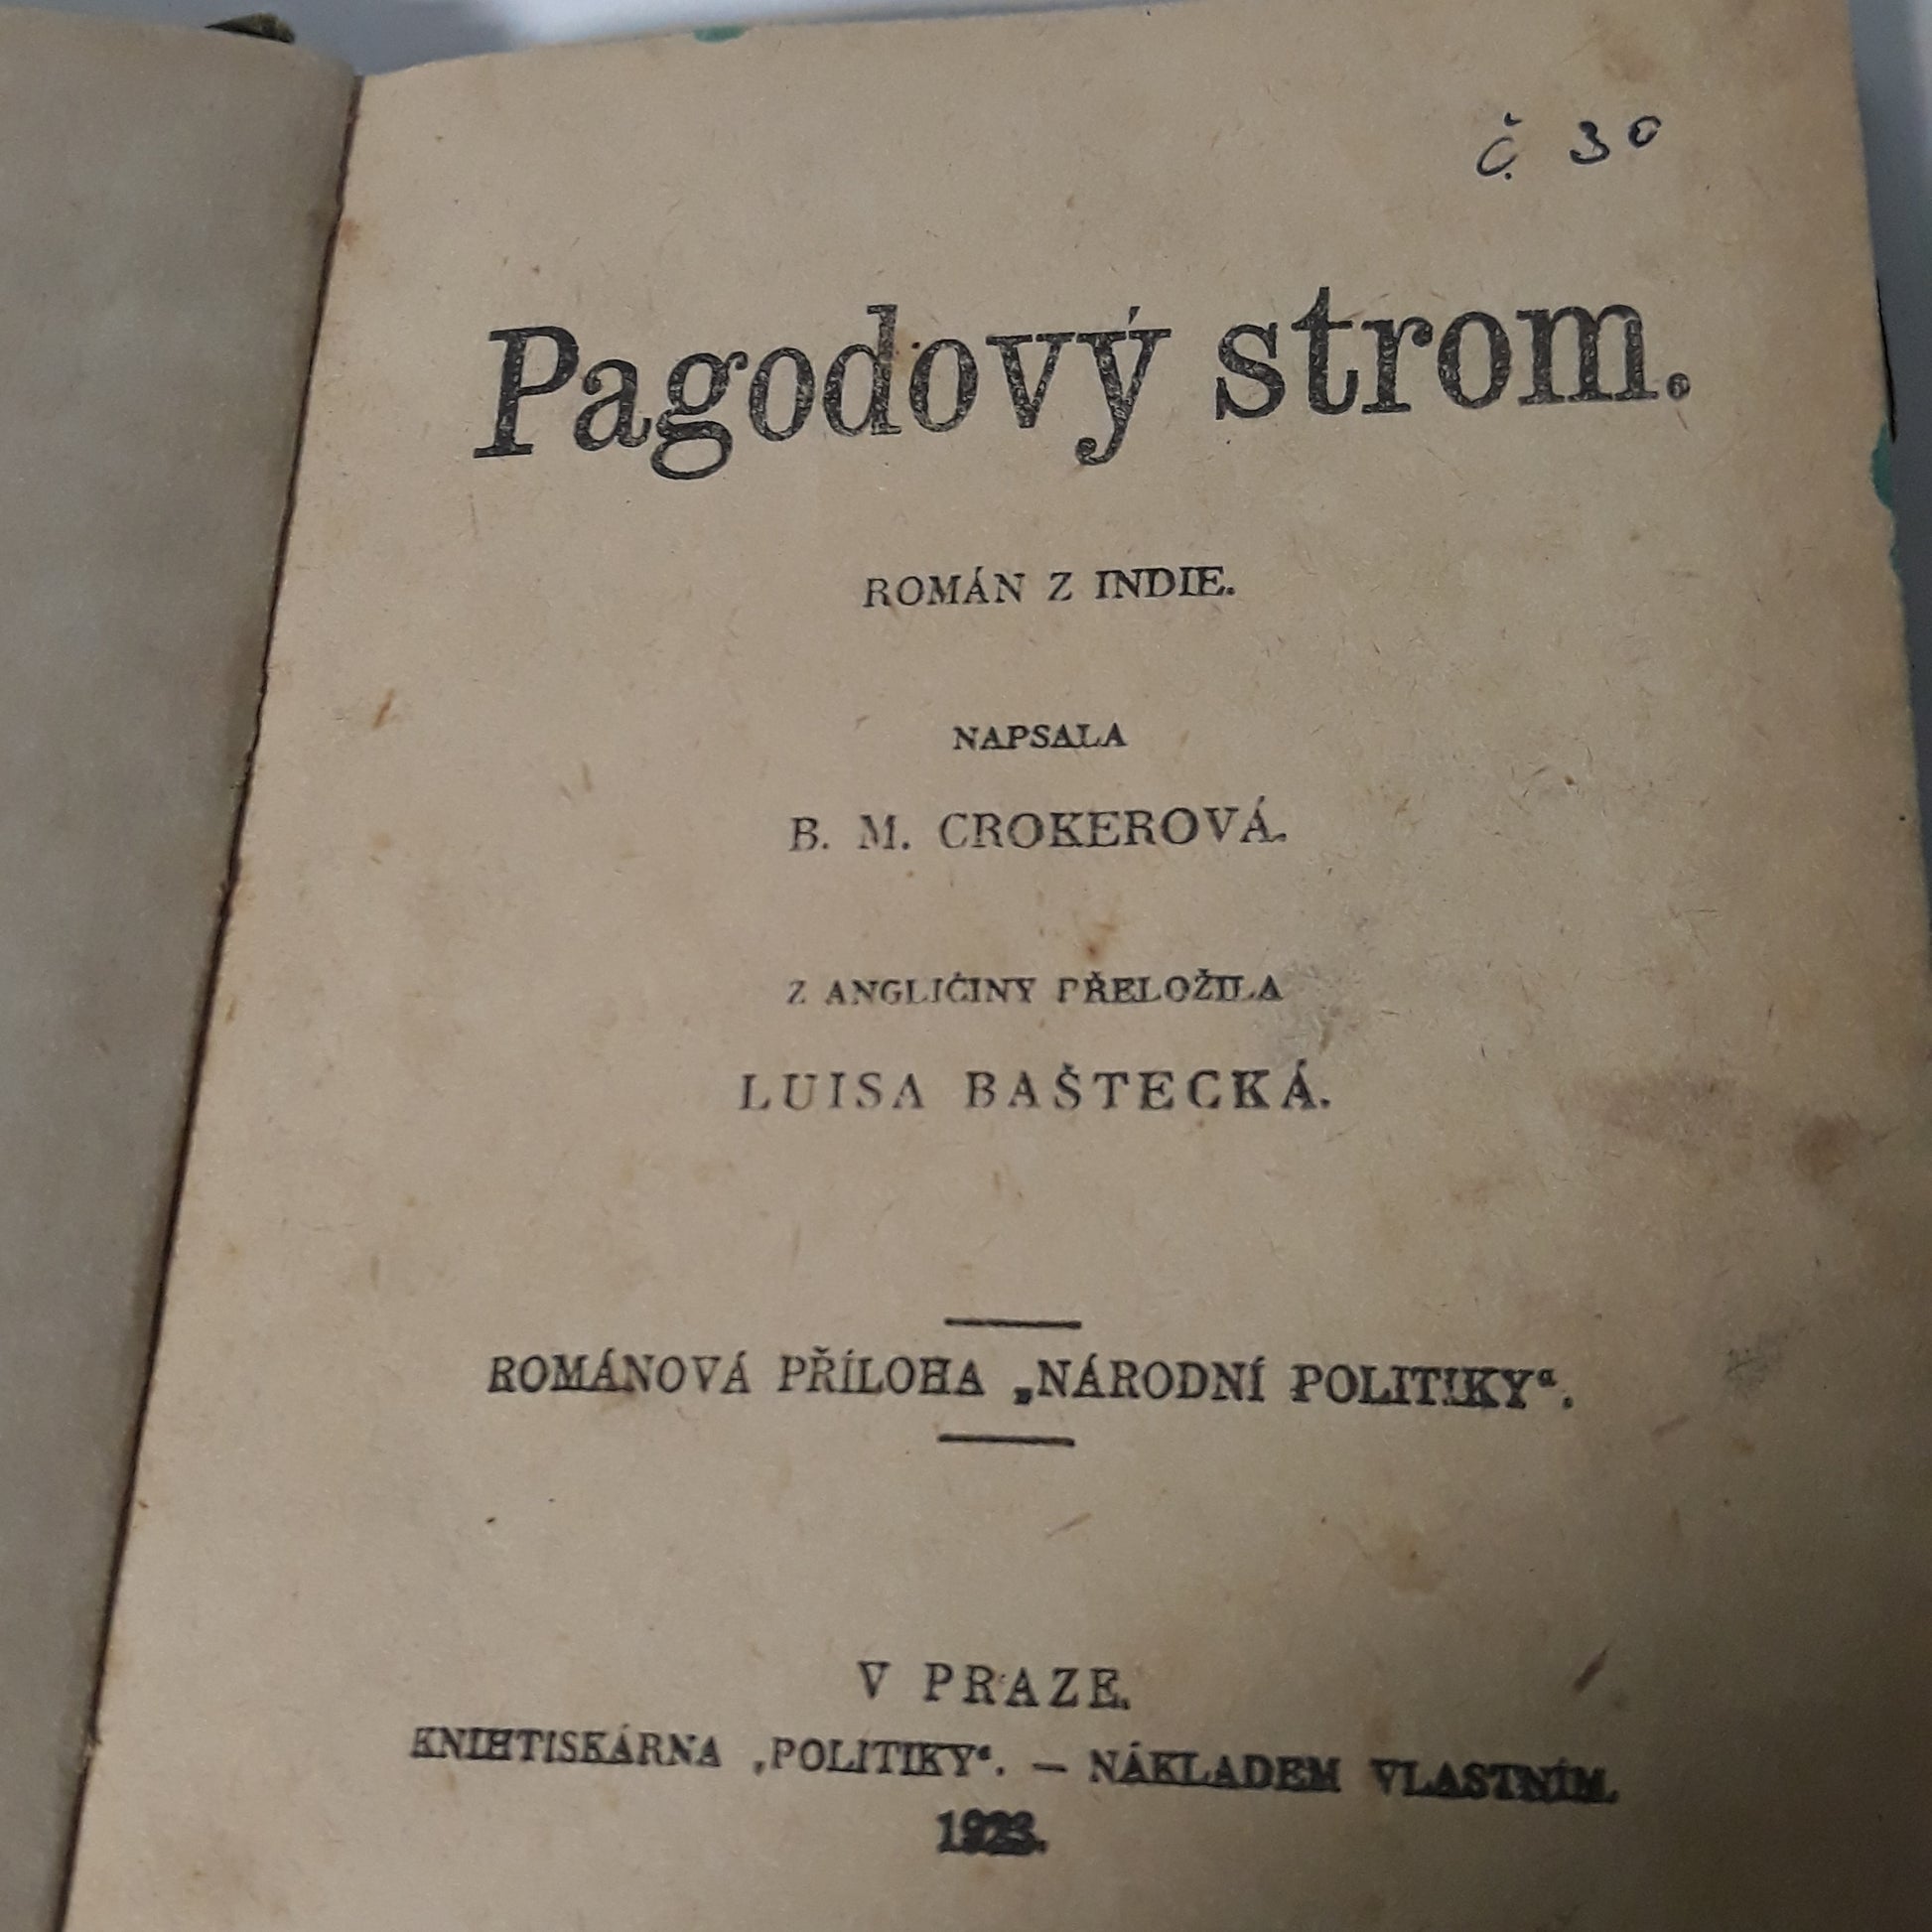 č. 30
Pagodový strom.
ROMÁN Z INDIE.
NAPSALA
B. M. CROKEROVÁ.
Z ANGLIČINY PŘELOŽILA
LUISA BAŠTECKÁ.
ROMÁNOVÁ PŘÍLOHA „NÁRODNÍ POLITIKY“.
V PRAZE.
KNIHTISKÁRNA ‚POLITIKY‘. — NÁKLADEM VLASTNÍM.
1923.